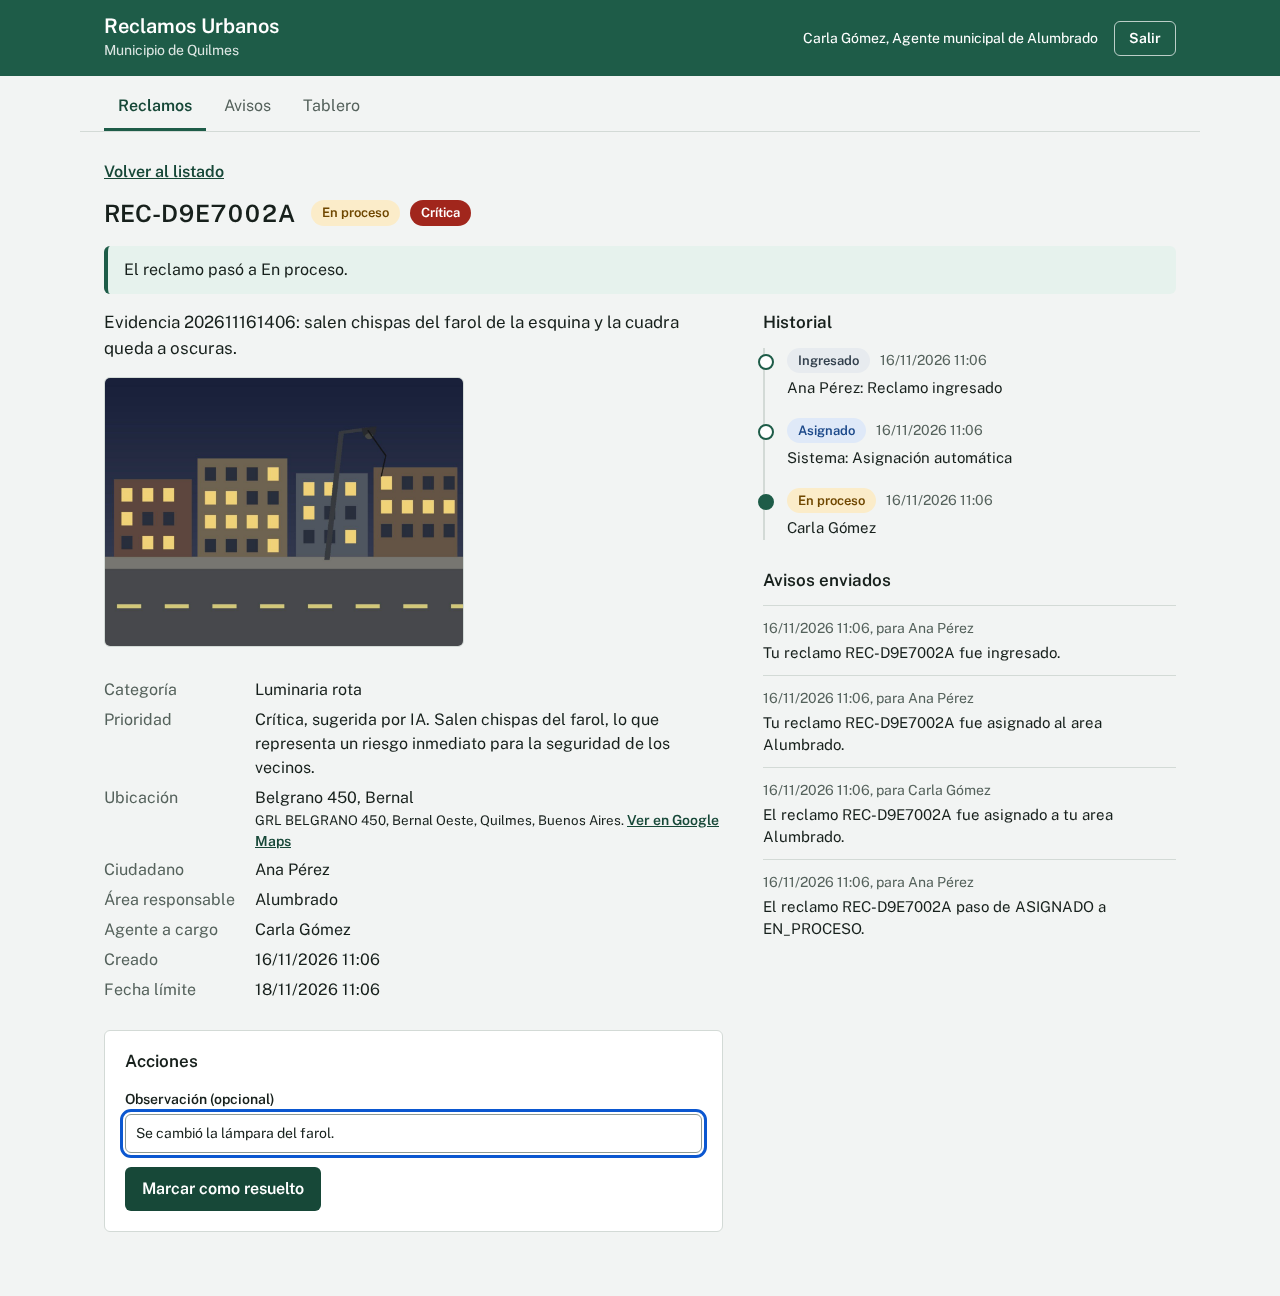 Reclamos Urbanos
Municipio de Quilmes
Carla Gómez, Agente municipal de Alumbrado
Salir
Reclamos
Avisos
Tablero
Volver al listado
REC-D9E7002A
En proceso
Crítica
El reclamo pasó a En proceso.
Evidencia 202611161406: salen chispas del farol de la esquina y la cuadra
queda a oscuras.
Categoría
Luminaria rota
Prioridad
Crítica, sugerida por IA. Salen chispas del farol, lo que
representa un riesgo inmediato para la seguridad de los
vecinos.
Ubicación
Belgrano 450, Bernal
GRL BELGRANO 450, Bernal Oeste, Quilmes, Buenos Aires. Ver en Google
Maps
Ciudadano
Ana Pérez
Área responsable
Alumbrado
Agente a cargo
Carla Gómez
Creado
16/11/2026 11:06
Fecha límite
18/11/2026 11:06
Acciones
Observación (opcional)
Se cambió la lámpara del farol.
Marcar como resuelto
Historial
Ingresado
16/11/2026 11:06
Ana Pérez: Reclamo ingresado
Asignado
16/11/2026 11:06
Sistema: Asignación automática
En proceso
16/11/2026 11:06
Carla Gómez
Avisos enviados
16/11/2026 11:06, para Ana Pérez
Tu reclamo REC-D9E7002A fue ingresado.
16/11/2026 11:06, para Ana Pérez
Tu reclamo REC-D9E7002A fue asignado al area
Alumbrado.
16/11/2026 11:06, para Carla Gómez
El reclamo REC-D9E7002A fue asignado a tu area
Alumbrado.
16/11/2026 11:06, para Ana Pérez
El reclamo REC-D9E7002A paso de ASIGNADO a
EN_PROCESO.